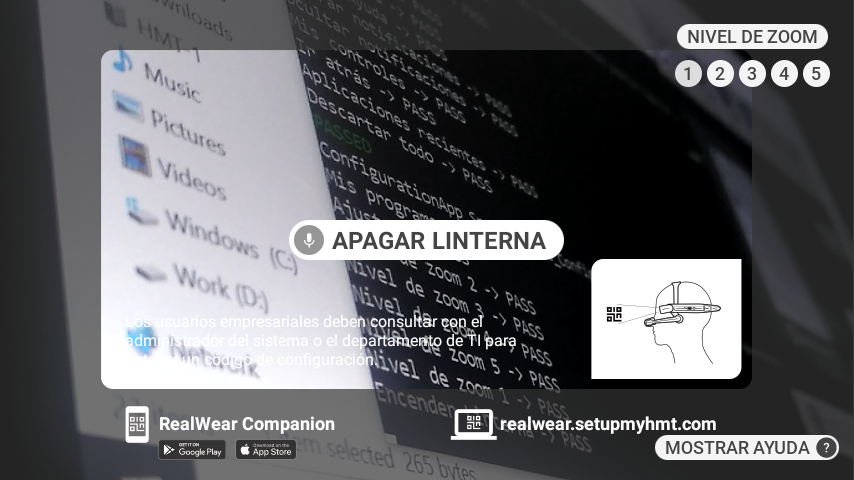 NIVEL DE ZOOM
1 2 3 4 5
Downloads
HMT-1
Music
Pictures
Videos
Windows (C:)
Work (D:)
ocultar notificaciones -> PASS
Mis controles -> PASS
Ir atrás -> PASS
Aplicaciones recientes -> PASS
Descartar todo -> PASS
PASSED
ConfigurationApp
Mis programas
APAGAR LINTERNA
Nivel de zoom 2 -> PASS
Nivel de zoom 3 -> PASS
Nivel de zoom 4 -> PASS
Nivel de zoom 5 -> PASS
Nivel de zoom 1 -> PASS
Encender linterna -> PASS
Los usuarios empresariales deben consultar con el
administrador del sistema o el departamento de TI para
un código de configuración.
RealWear Companion
GET IT ON Google Play
Download on the App Store
realwear.setupmyhmt.com
item selected 265 bytes
MOSTRAR AYUDA ?